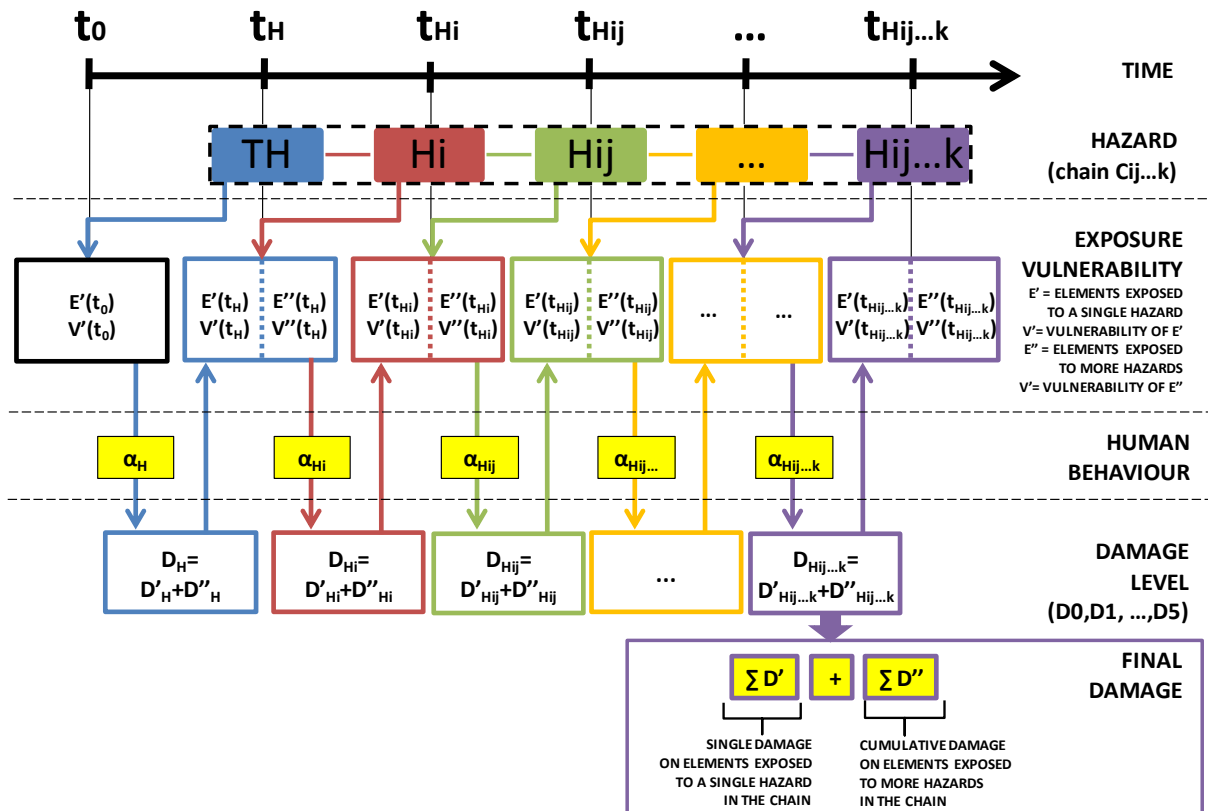 t0 tH tHi tHij ... tHij...k
TIME
TH Hi Hij ... Hij...k
HAZARD
(chain Cij...k)
EXPOSURE
VULNERABILITY
E' = ELEMENTS EXPOSED
TO A SINGLE HAZARD
V'= VULNERABILITY OF E'
E'' = ELEMENTS EXPOSED
TO MORE HAZARDS
V'= VULNERABILITY OF E''
E'(t0) E'(tH) E''(tH) E'(tHi) E''(tHi) E'(tHij) E''(tHij) ... ... E'(tHij...k) E''(tHij...k)
V'(t0) V'(tH) V''(tH) V'(tHi) V''(tHi) V'(tHij) V''(tHij) V'(tHij...k) V''(tHij...k)
αH αHi αHij αHij... αHij...k
HUMAN
BEHAVIOUR
DH= DHi= DHij= ... DHij...k=
D'H+D''H D'Hi+D''Hi D'Hij+D''Hij D'Hij...k+D''Hij...k
DAMAGE
LEVEL
(D0,D1, ...,D5)
FINAL
DAMAGE
∑ D' + ∑ D''
SINGLE DAMAGE
ON ELEMENTS EXPOSED
TO A SINGLE HAZARD
IN THE CHAIN
CUMULATIVE DAMAGE
ON ELEMENTS EXPOSED
TO MORE HAZARDS
IN THE CHAIN